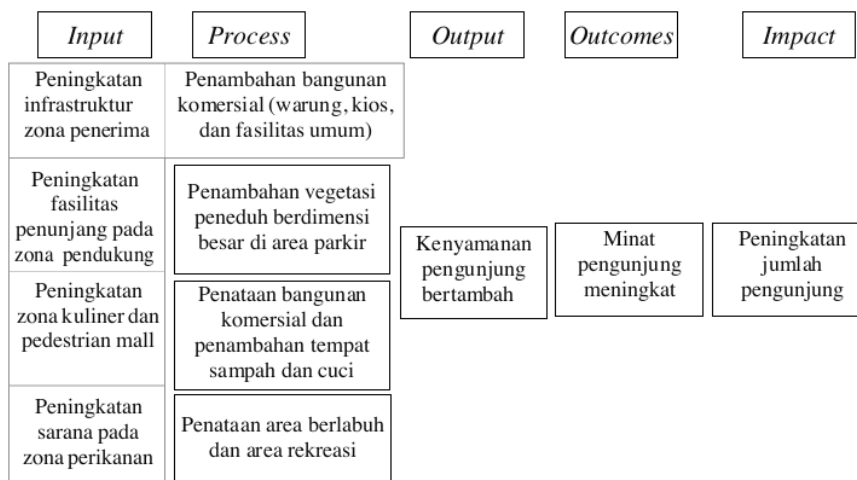 Input
Process
Output
Outcomes
Impact
Peningkatan
infrastruktur
zona penerima
Penambahan bangunan
komersial (warung, kios,
dan fasilitas umum)
Peningkatan
fasilitas
penunjang pada
zona pendukung
Penambahan vegetasi
peneduh berdimensi
besar di area parkir
Peningkatan
zona kuliner dan
pedestrian mall
Penataan bangunan
komersial dan
penambahan tempat
sampah dan cuci
Peningkatan
sarana pada
zona perikanan
Penataan area berlabuh
dan area rekreasi
Kenyamanan
pengunjung
bertambah
Minat
pengunjung
meningkat
Peningkatan
jumlah
pengunjung